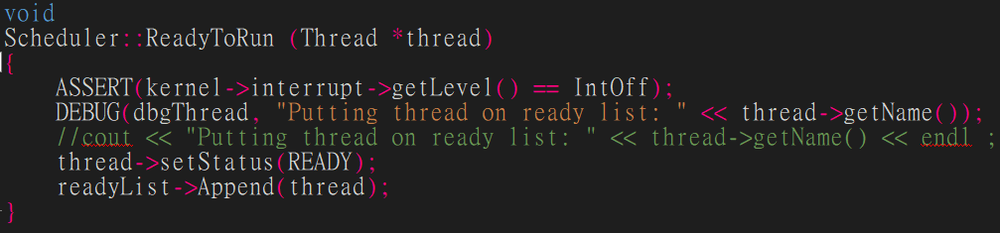 void
Scheduler::ReadyToRun (Thread *thread)
{
    ASSERT(kernel->interrupt->getLevel() == IntOff);
    DEBUG(dbgThread, "Putting thread on ready list: " << thread->getName());
    //cout << "Putting thread on ready list: " << thread->getName() << endl ;
    thread->setStatus(READY);
    readyList->Append(thread);
}